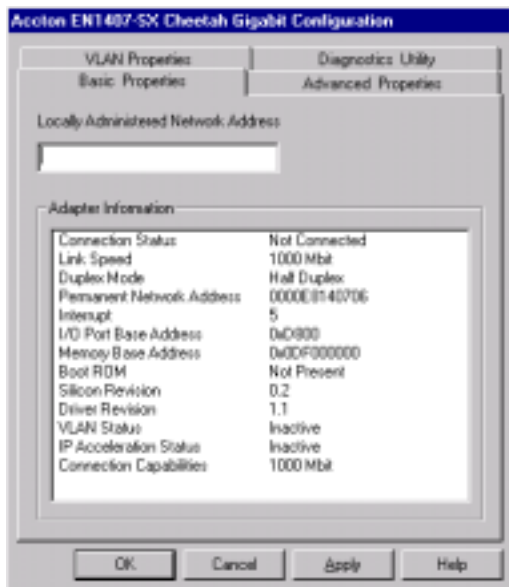 Accton EN1407-SX Cheetah Gigabit Configuration
VLAN Properties Diagnostics Utility
Basic Properties Advanced Properties
Locally Administered Network Address
Adapter Information
Connection Status Not Connected
Link Speed 1000 Mbit
Duplex Mode Half Duplex
Permanent Network Address 0000E8140706
Interrupt 5
I/O Port Base Address 0xD800
Memory Base Address 0x0DF000000
Boot ROM Not Present
Silicon Revision 0.2
Driver Revision 1.1
VLAN Status Inactive
IP Acceleration Status Inactive
Connection Capabilities 1000 Mbit
OK Cancel Apply Help